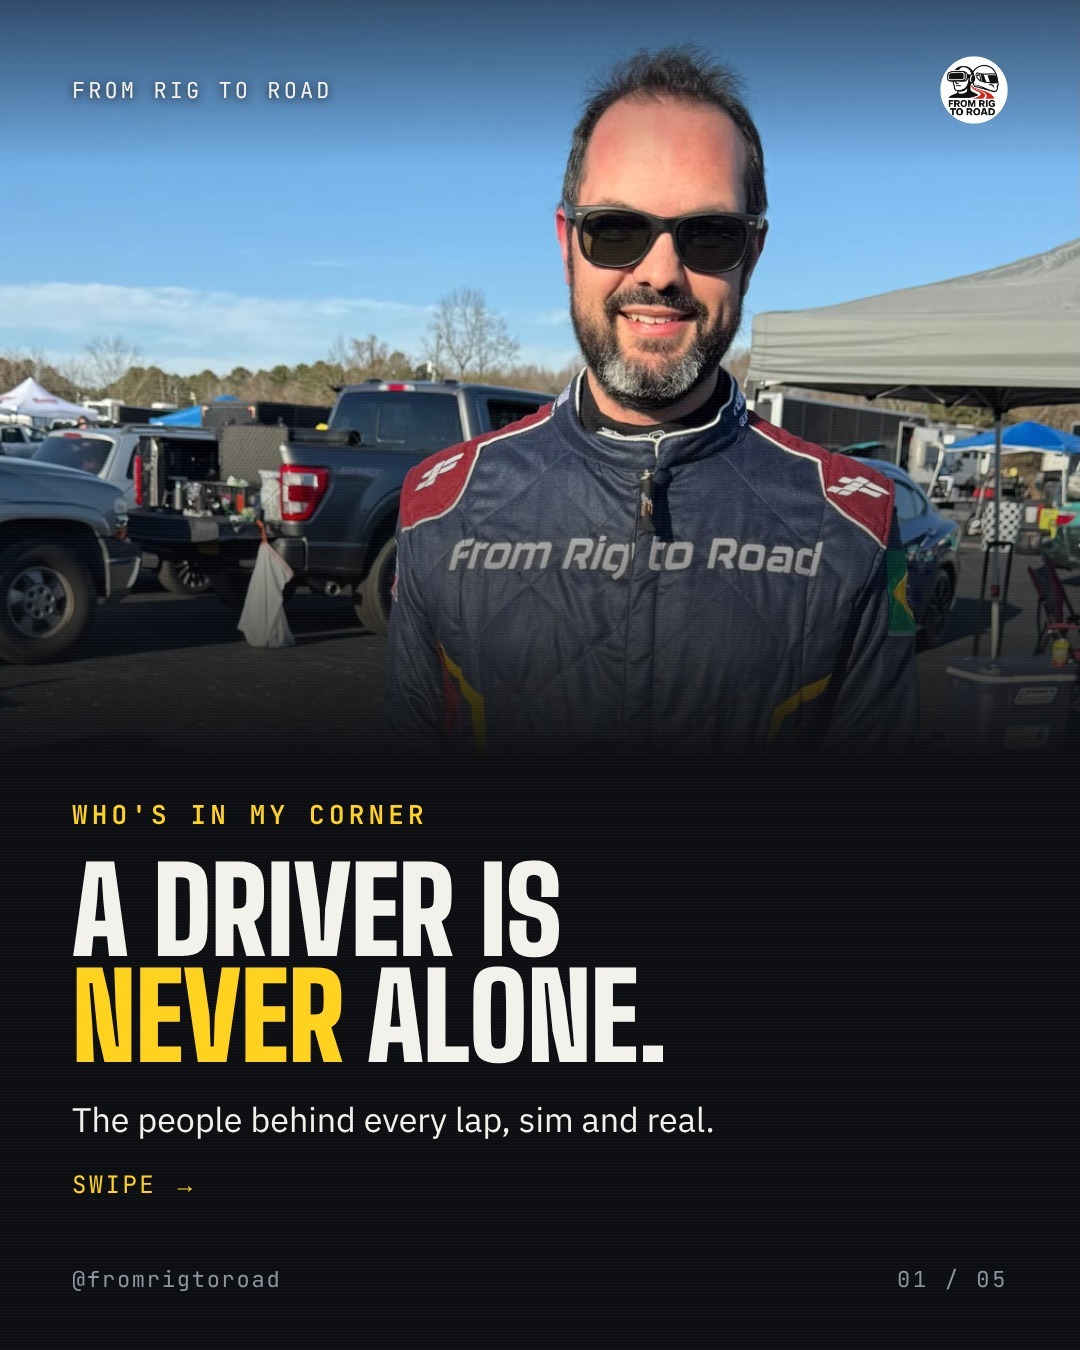 FROM RIG TO ROAD
FROM RIG
TO ROAD
From Rig to Road
WHO'S IN MY CORNER
A DRIVER IS
NEVER ALONE.
The people behind every lap, sim and real.
SWIPE →
@fromrigtoroad
01 / 05